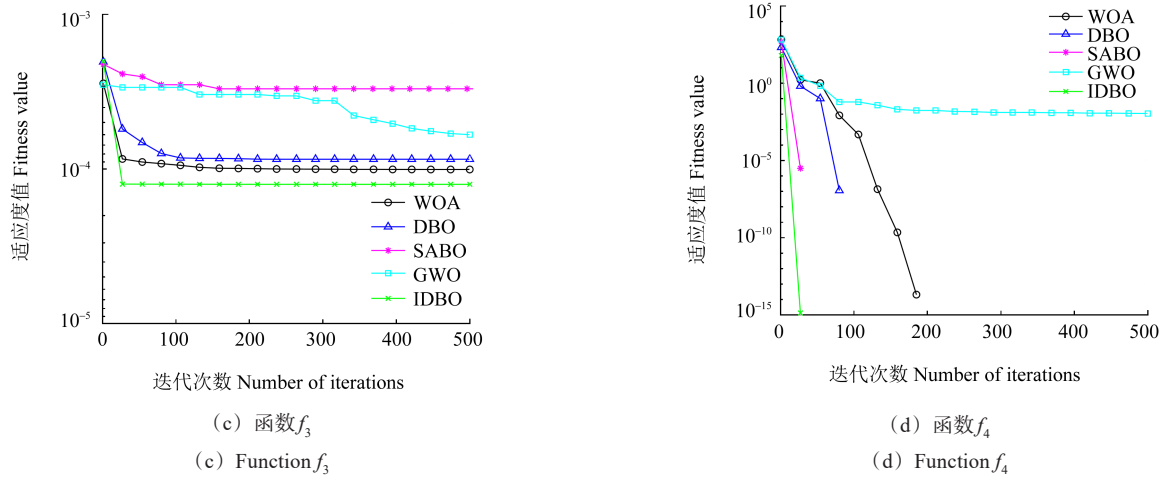 10⁻³
10⁻⁴
10⁻⁵
适应度值 Fitness value
WOA
DBO
SABO
GWO
IDBO
0 100 200 300 400 500
迭代次数 Number of iterations
（c）函数f₃
（c）Function f₃
10⁵
10⁰
10⁻⁵
10⁻¹⁰
10⁻¹⁵
适应度值 Fitness value
WOA
DBO
SABO
GWO
IDBO
0 100 200 300 400 500
迭代次数 Number of iterations
（d）函数f₄
（d）Function f₄